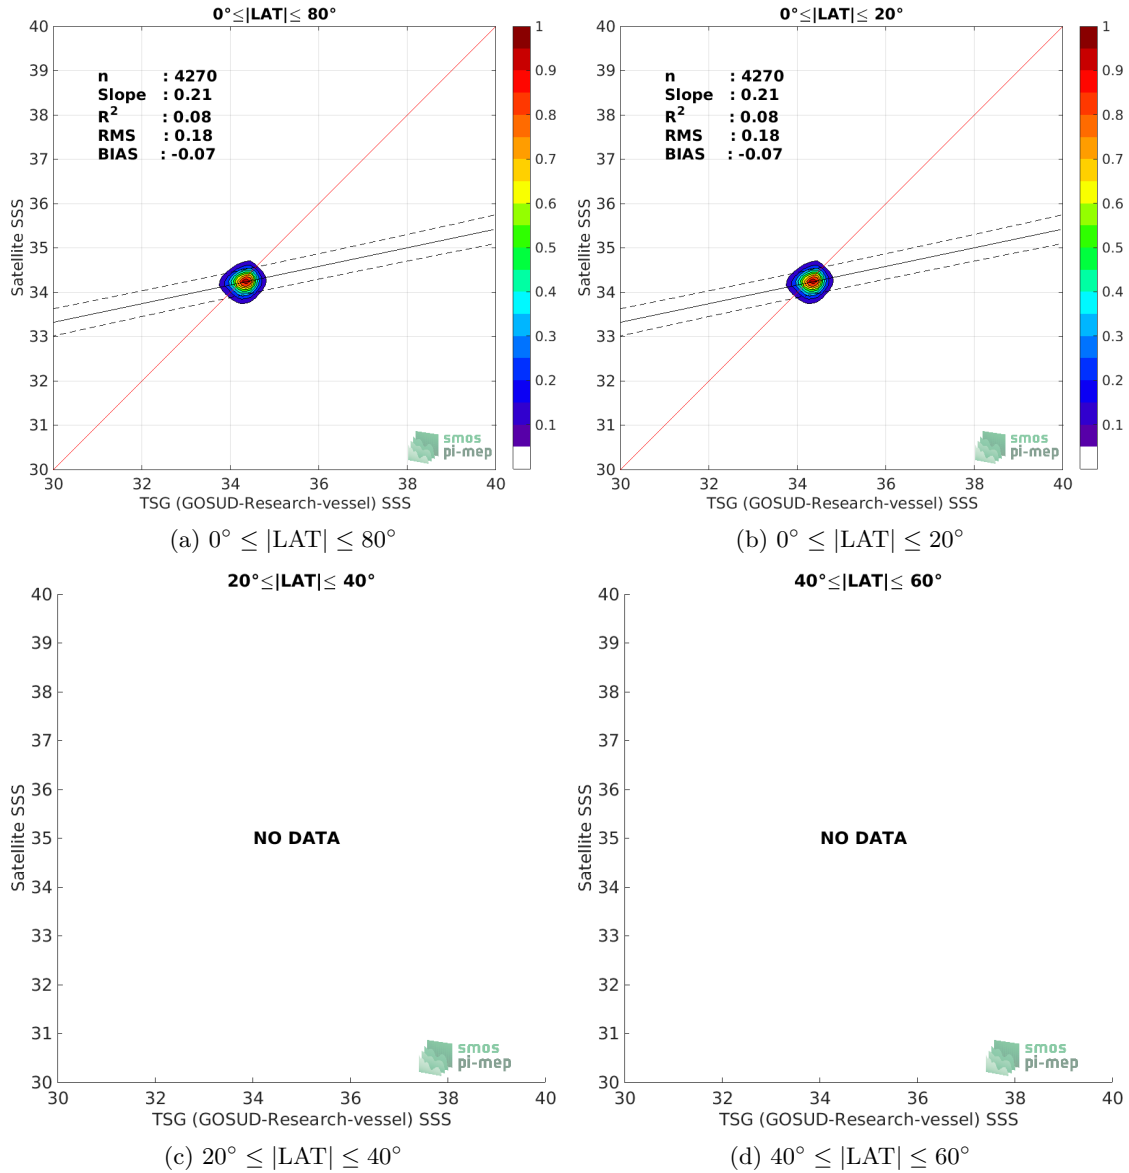 0°≤|LAT|≤ 80°
40
39
38
37
36
35
34
33
32
31
30
Satellite SSS
n : 4270
Slope : 0.21
R² : 0.08
RMS : 0.18
BIAS : -0.07
smos
pi-mep
30 32 34 36 38 40
TSG (GOSUD-Research-vessel) SSS
1
0.9
0.8
0.7
0.6
0.5
0.4
0.3
0.2
0.1
(a) 0° ≤ |LAT| ≤ 80°
0°≤|LAT|≤ 20°
40
39
38
37
36
35
34
33
32
31
30
Satellite SSS
n : 4270
Slope : 0.21
R² : 0.08
RMS : 0.18
BIAS : -0.07
smos
pi-mep
30 32 34 36 38 40
TSG (GOSUD-Research-vessel) SSS
1
0.9
0.8
0.7
0.6
0.5
0.4
0.3
0.2
0.1
(b) 0° ≤ |LAT| ≤ 20°
20°≤|LAT|≤ 40°
40
39
38
37
36
35
34
33
32
31
30
Satellite SSS
NO DATA
smos
pi-mep
30 32 34 36 38 40
TSG (GOSUD-Research-vessel) SSS
(c) 20° ≤ |LAT| ≤ 40°
40°≤|LAT|≤ 60°
40
39
38
37
36
35
34
33
32
31
30
Satellite SSS
NO DATA
smos
pi-mep
30 32 34 36 38 40
TSG (GOSUD-Research-vessel) SSS
(d) 40° ≤ |LAT| ≤ 60°